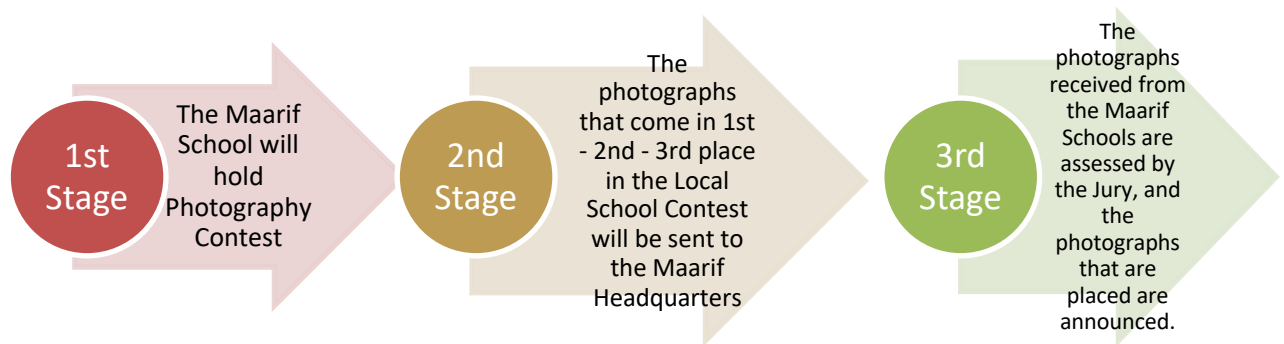 1st
Stage
The Maarif
School will
hold
Photography
Contest
2nd
Stage
The
photographs
that come in 1st
- 2nd - 3rd place
in the Local
School Contest
will be sent to
the Maarif
Headquarters
3rd
Stage
The
photographs
received from
the Maarif
Schools are
assessed by
the Jury, and
the
photographs
that are
placed are
announced.